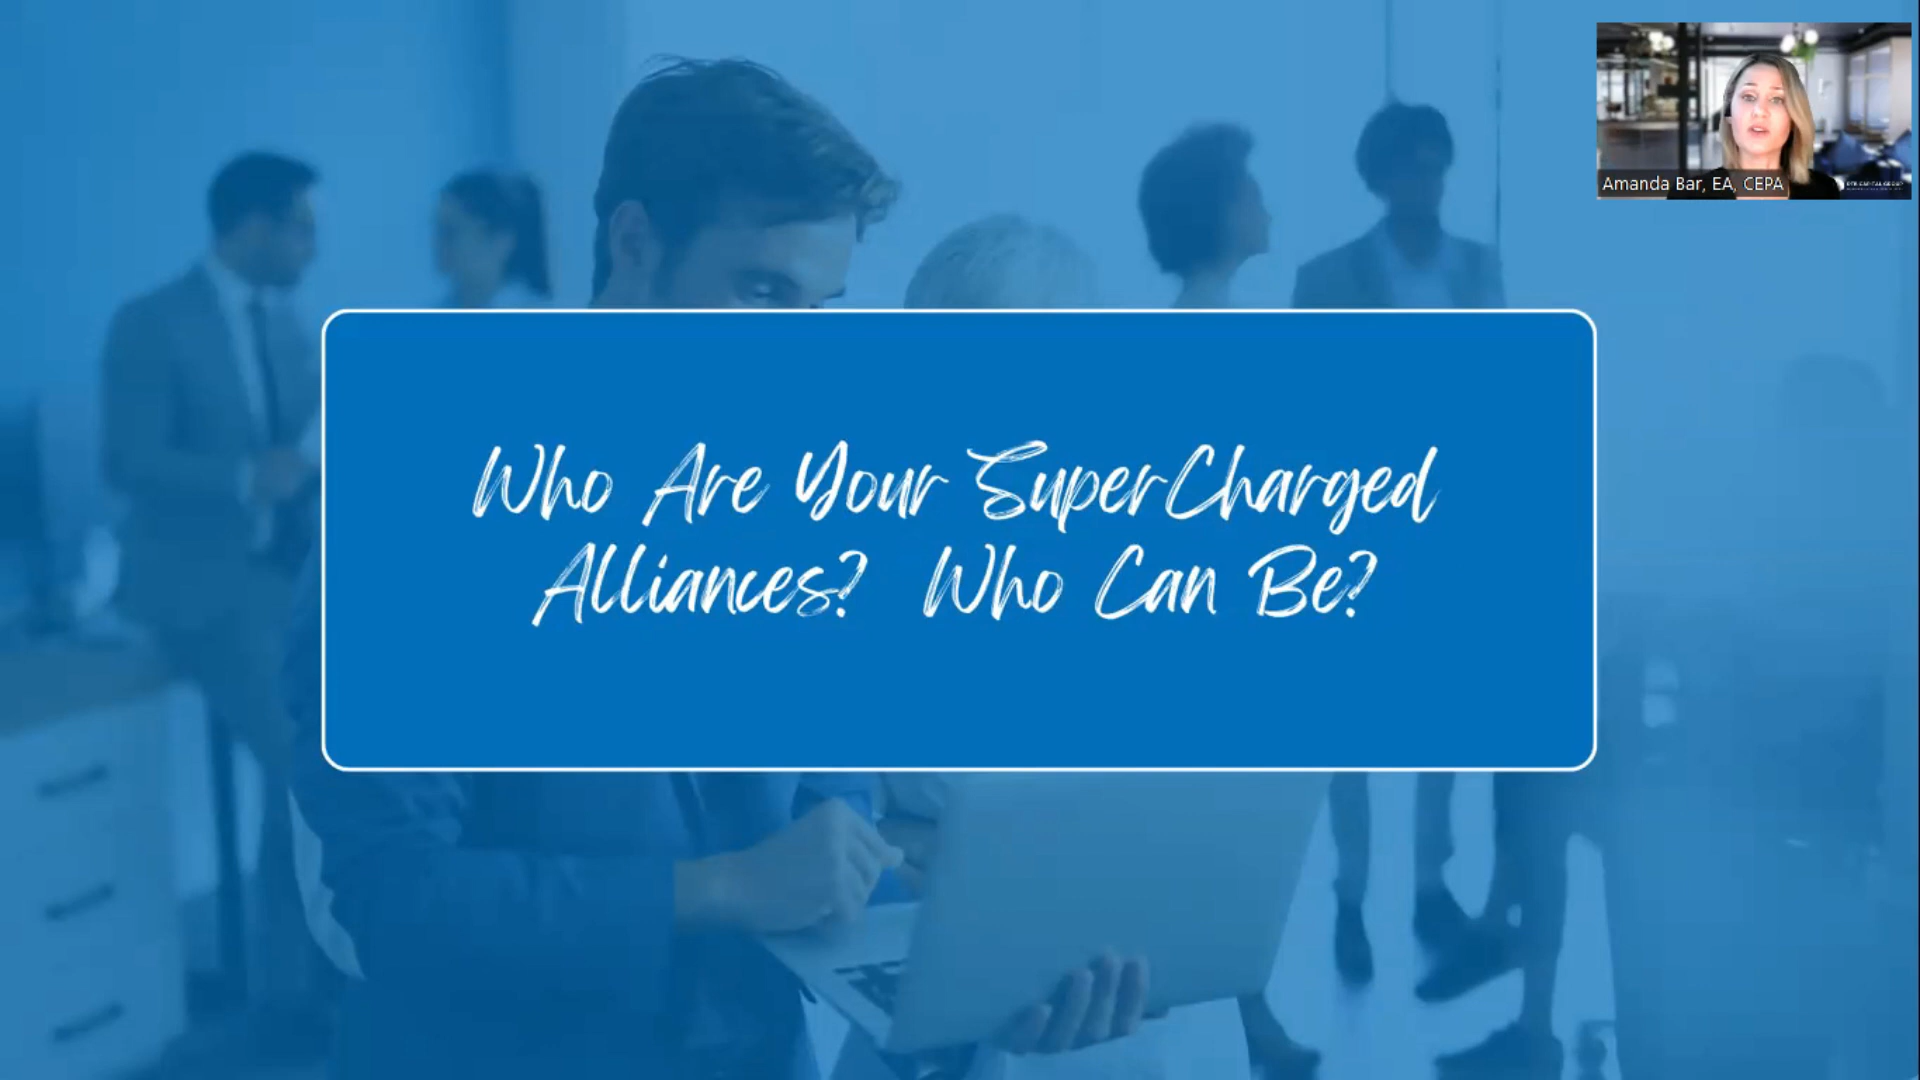 Amanda Bar, EA, CEPA
Who Are Your SuperCharged
Alliances? Who Can Be?